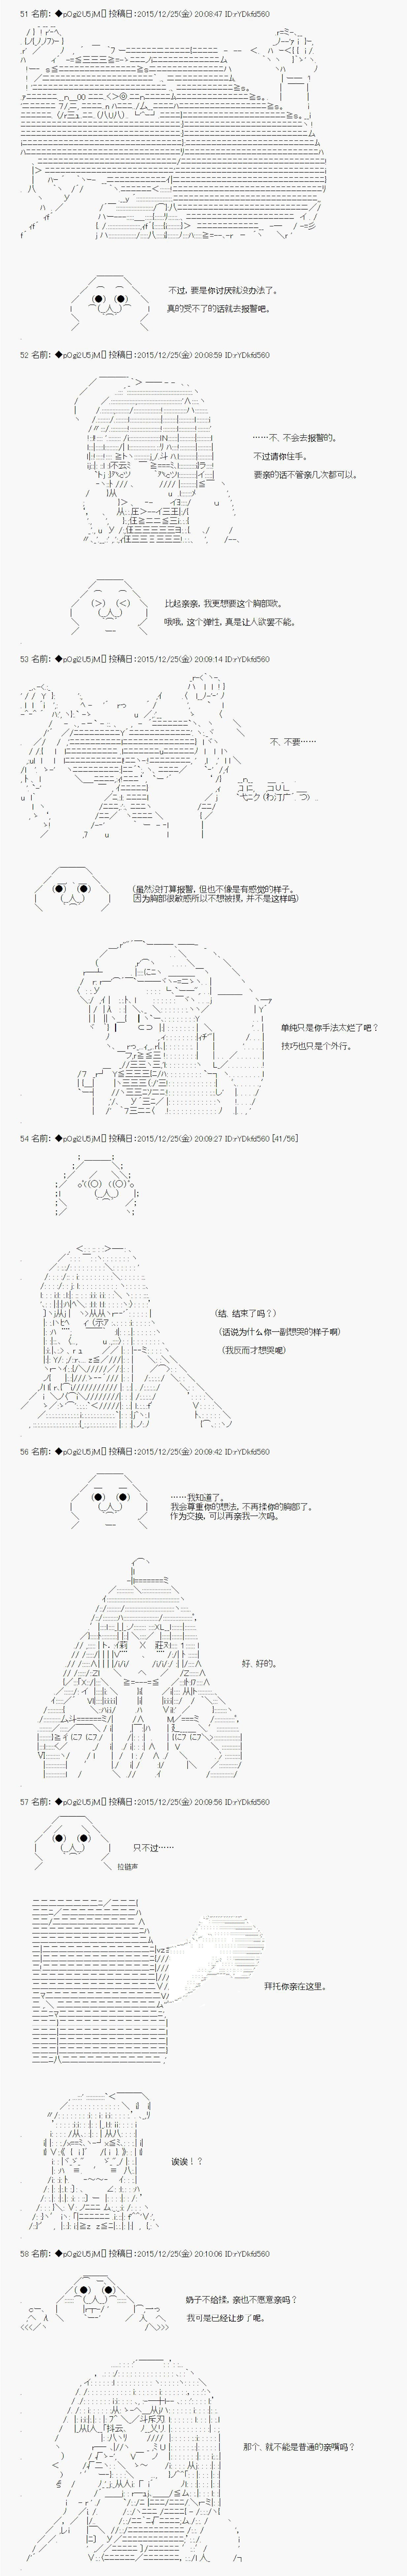 51 名前: ◆pOgi2U5jM[] 投稿日:2015/12/25(金) 20:08:47 ID:rYDkfd560
不过，要是你讨厌就没办法了。
真的受不了的话就去报警吧。
52 名前: ◆pOgi2U5jM[] 投稿日:2015/12/25(金) 20:08:59 ID:rYDkfd560
……不、不会去报警的。
不过请你住手。
要亲的话不管亲几次都可以。
比起亲亲，我更想要这个胸部欧。
哦哦，这个弹性，真是让人欲罢不能。
53 名前: ◆pOgi2U5jM[] 投稿日:2015/12/25(金) 20:09:14 ID:rYDkfd560
不、不要……
(虽然没打算报警，但也不像是有感觉的样子。
因为胸部很敏感所以不想被摸，并不是这样吗)
单纯只是你手法太烂了吧？
技巧也只是个外行。
54 名前: ◆pOgi2U5jM[] 投稿日:2015/12/25(金) 20:09:27 ID:rYDkfd560 [41/56]
(结、结束了吗？)
(话说为什么你一副想哭的样子啊)
(我反而才想哭呢)
56 名前: ◆pOgi2U5jM[] 投稿日:2015/12/25(金) 20:09:42 ID:rYDkfd560
……我知道了。
我会尊重你的想法，不再揉你的胸部了。
作为交换，可以再亲我一次吗。
好、好的。
57 名前: ◆pOgi2U5jM[] 投稿日:2015/12/25(金) 20:09:56 ID:rYDkfd560
只不过……
拉链声
拜托你亲在这里。
诶诶！？
58 名前: ◆pOgi2U5jM[] 投稿日:2015/12/25(金) 20:10:06 ID:rYDkfd560
奶子不给揉，亲也不愿意亲吗？
我可是已经让步了呢。
那个、就不能是普通的亲嘴吗？